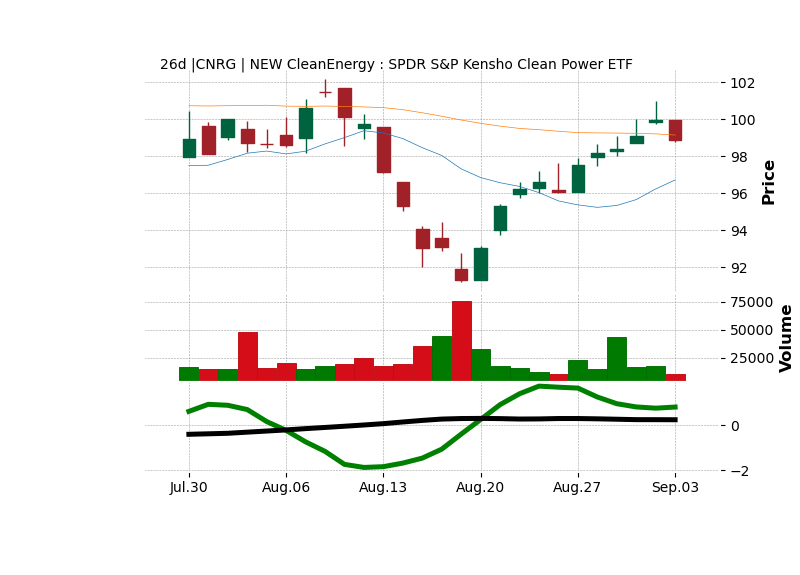 26d |CNRG | NEW CleanEnergy : SPDR S&P Kensho Clean Power ETF
102
100
98
96
94
92
Price
75000
50000
25000
Volume
0
−2
Jul.30 Aug.06 Aug.13 Aug.20 Aug.27 Sep.03